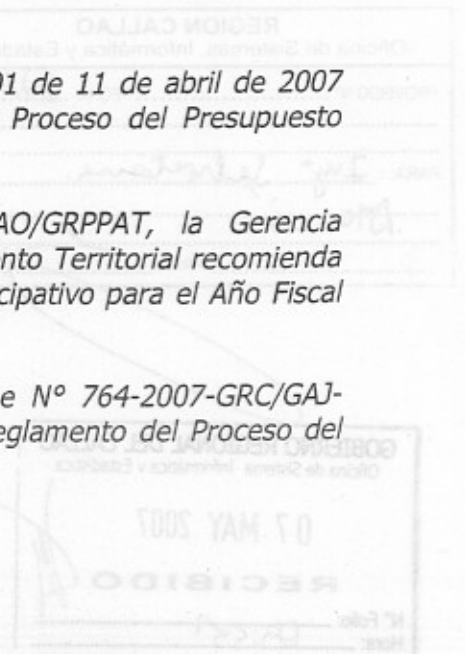 REGION CALLAO
Oficina de Sistemas, Informática y Estadí
01 de 11 de abril de 2007
Proceso del Presupuesto
AO/GRPPAT, la Gerencia
nto Territorial recomienda
cipativo para el Año Fiscal
e Nº 764-2007-GRC/GAJ-
eglamento del Proceso del
GOBIERNO REGIONAL DEL CALLAO
Oficina de Sistema, Informática y Estadística
07 MAY 2007
RECIBIDO
Nº Folio:
Hora: